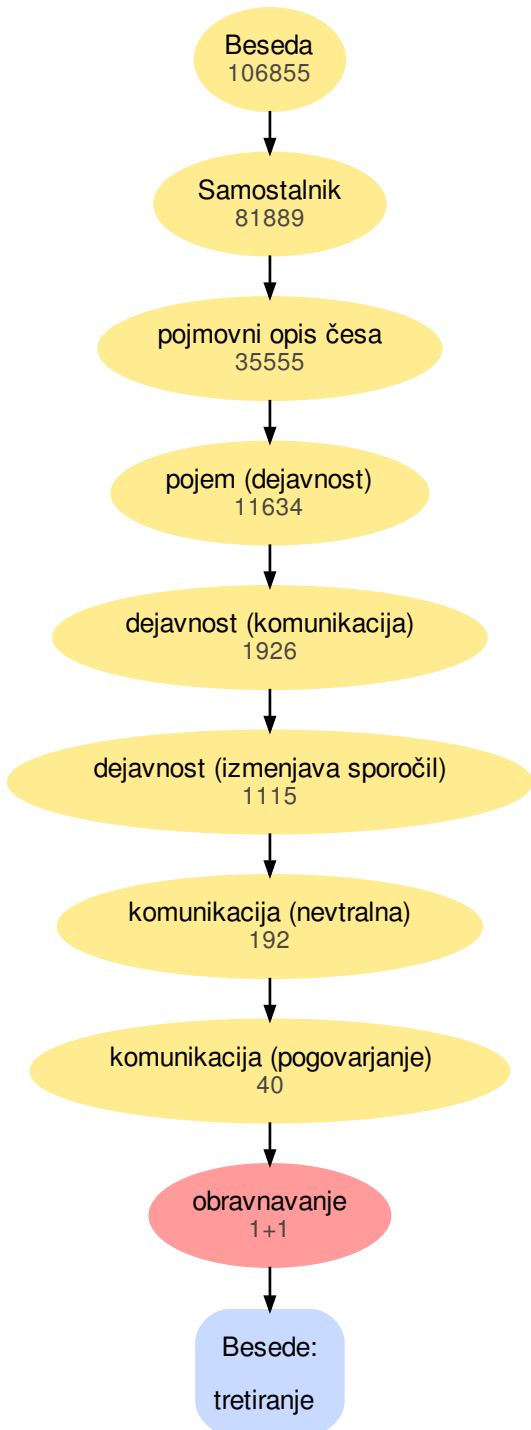 Beseda
106855
Samostalnik
81889
pojmovni opis česa
35555
pojem (dejavnost)
11634
dejavnost (komunikacija)
1926
dejavnost (izmenjava sporočil)
1115
komunikacija (nevtralna)
192
komunikacija (pogovarjanje)
40
obravnavanje
1+1
Besede:
tretiranje